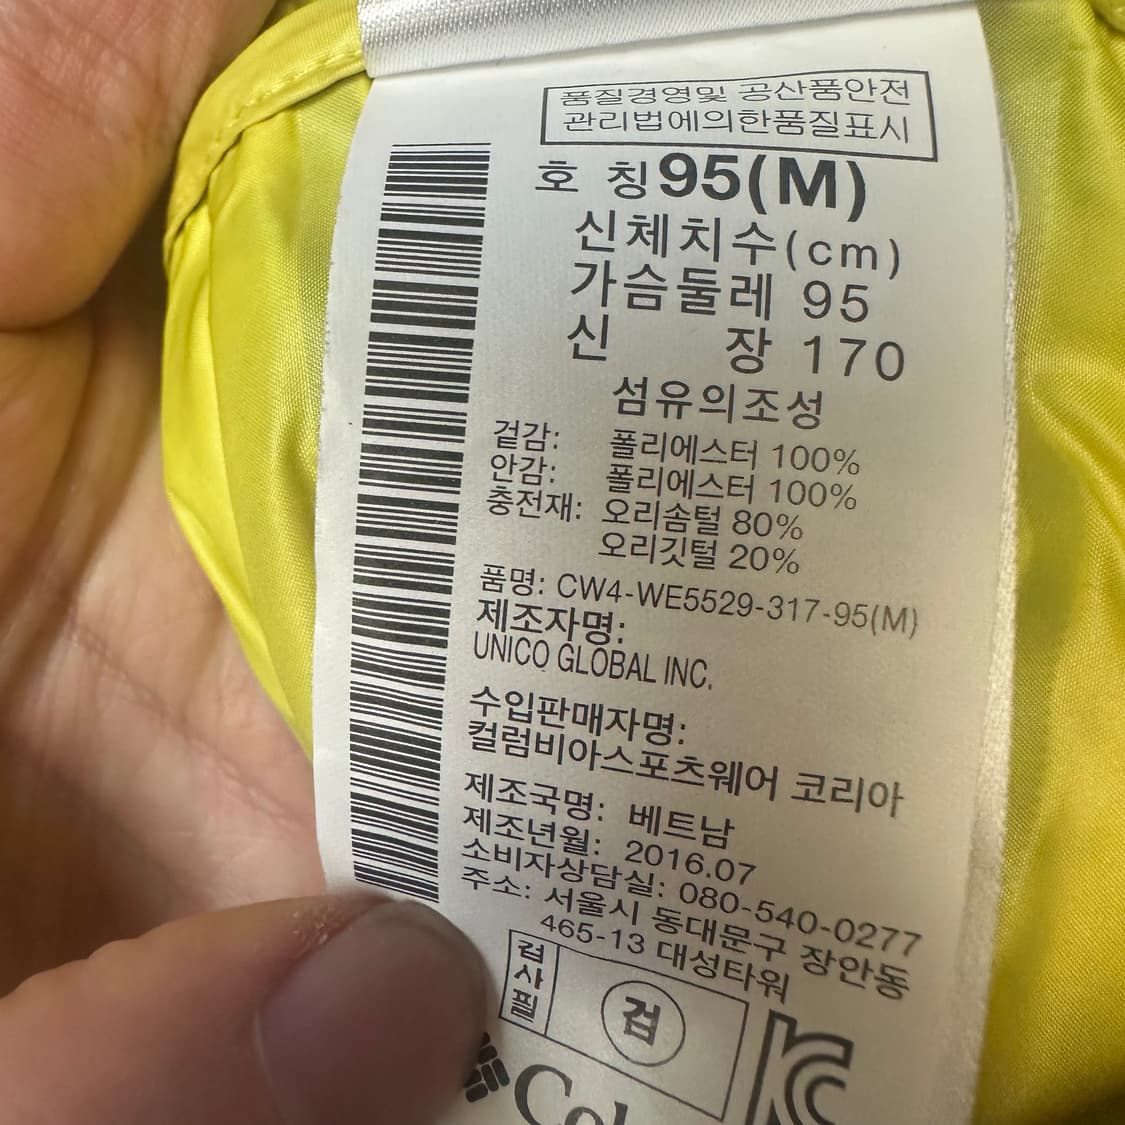 품질경영및 공산품안전
관리법에의한품질표시
호 칭 95(M)
신체치수(cm)
가슴둘레 95
신 장 170
섬유의조성
겉감: 폴리에스터 100%
안감: 폴리에스터 100%
충전재: 오리솜털 80%
오리깃털 20%
품명: CW4-WE5529-317-95(M)
제조자명:
UNICO GLOBAL INC.
수입판매자명:
컬럼비아스포츠웨어 코리아
제조국명: 베트남
제조년월: 2016.07
소비자상담실: 080-540-0277
주소: 서울시 동대문구 장안동
465-13 대성타워
검사필
검
KC